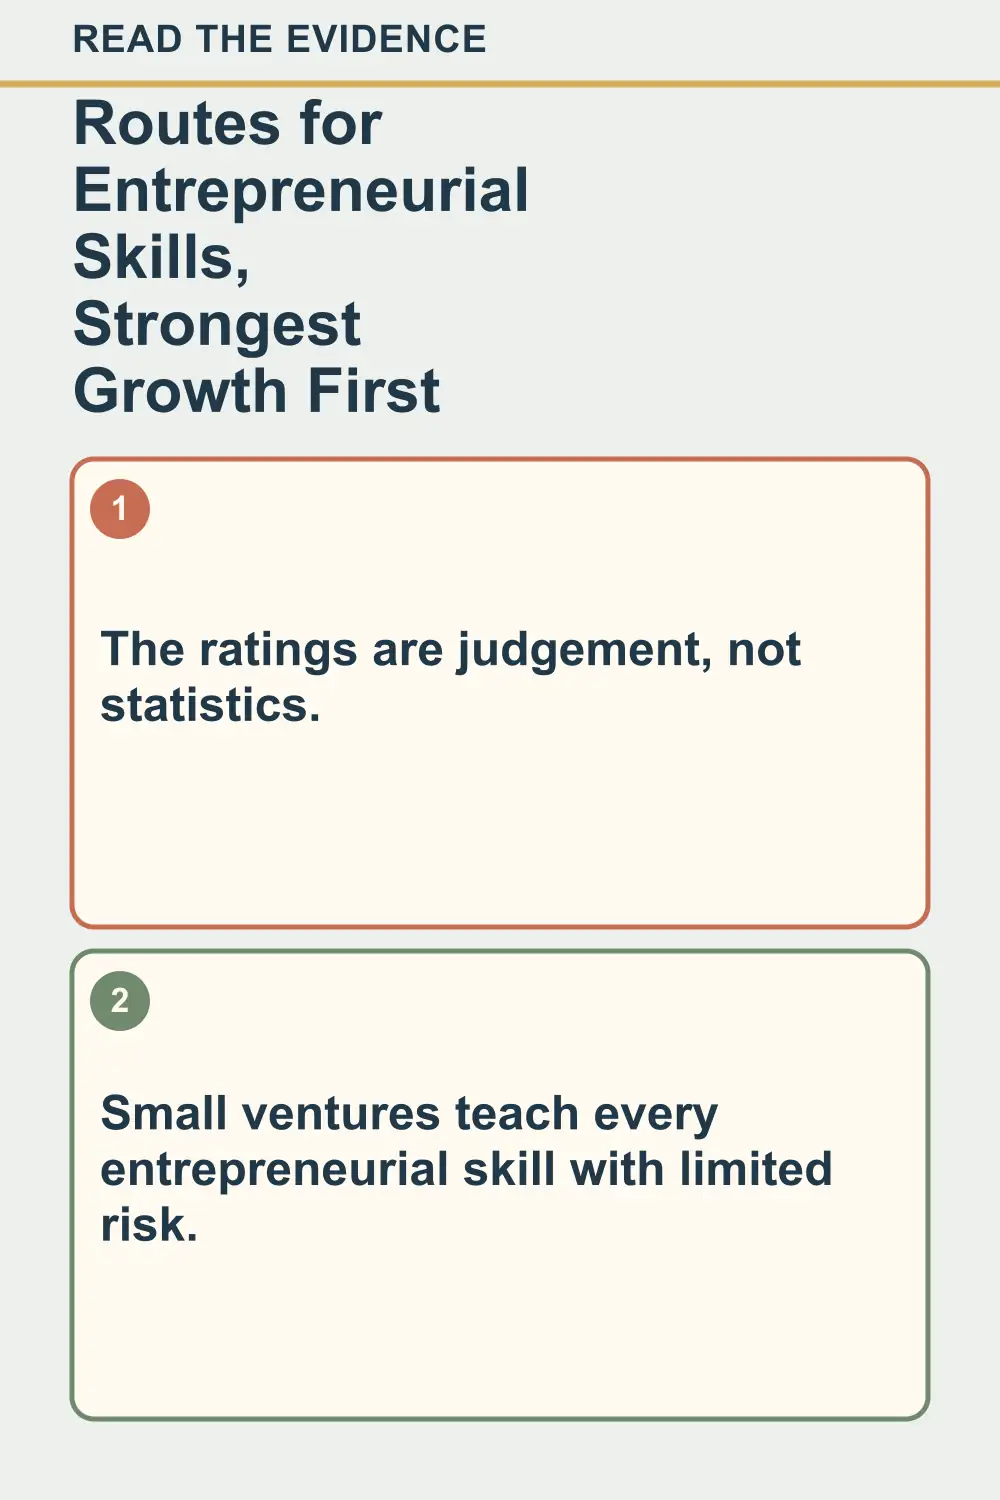 READ THE EVIDENCE
Routes for
Entrepreneurial
Skills,
Strongest
Growth First
1
The ratings are judgement, not
statistics.
2
Small ventures teach every
entrepreneurial skill with limited
risk.